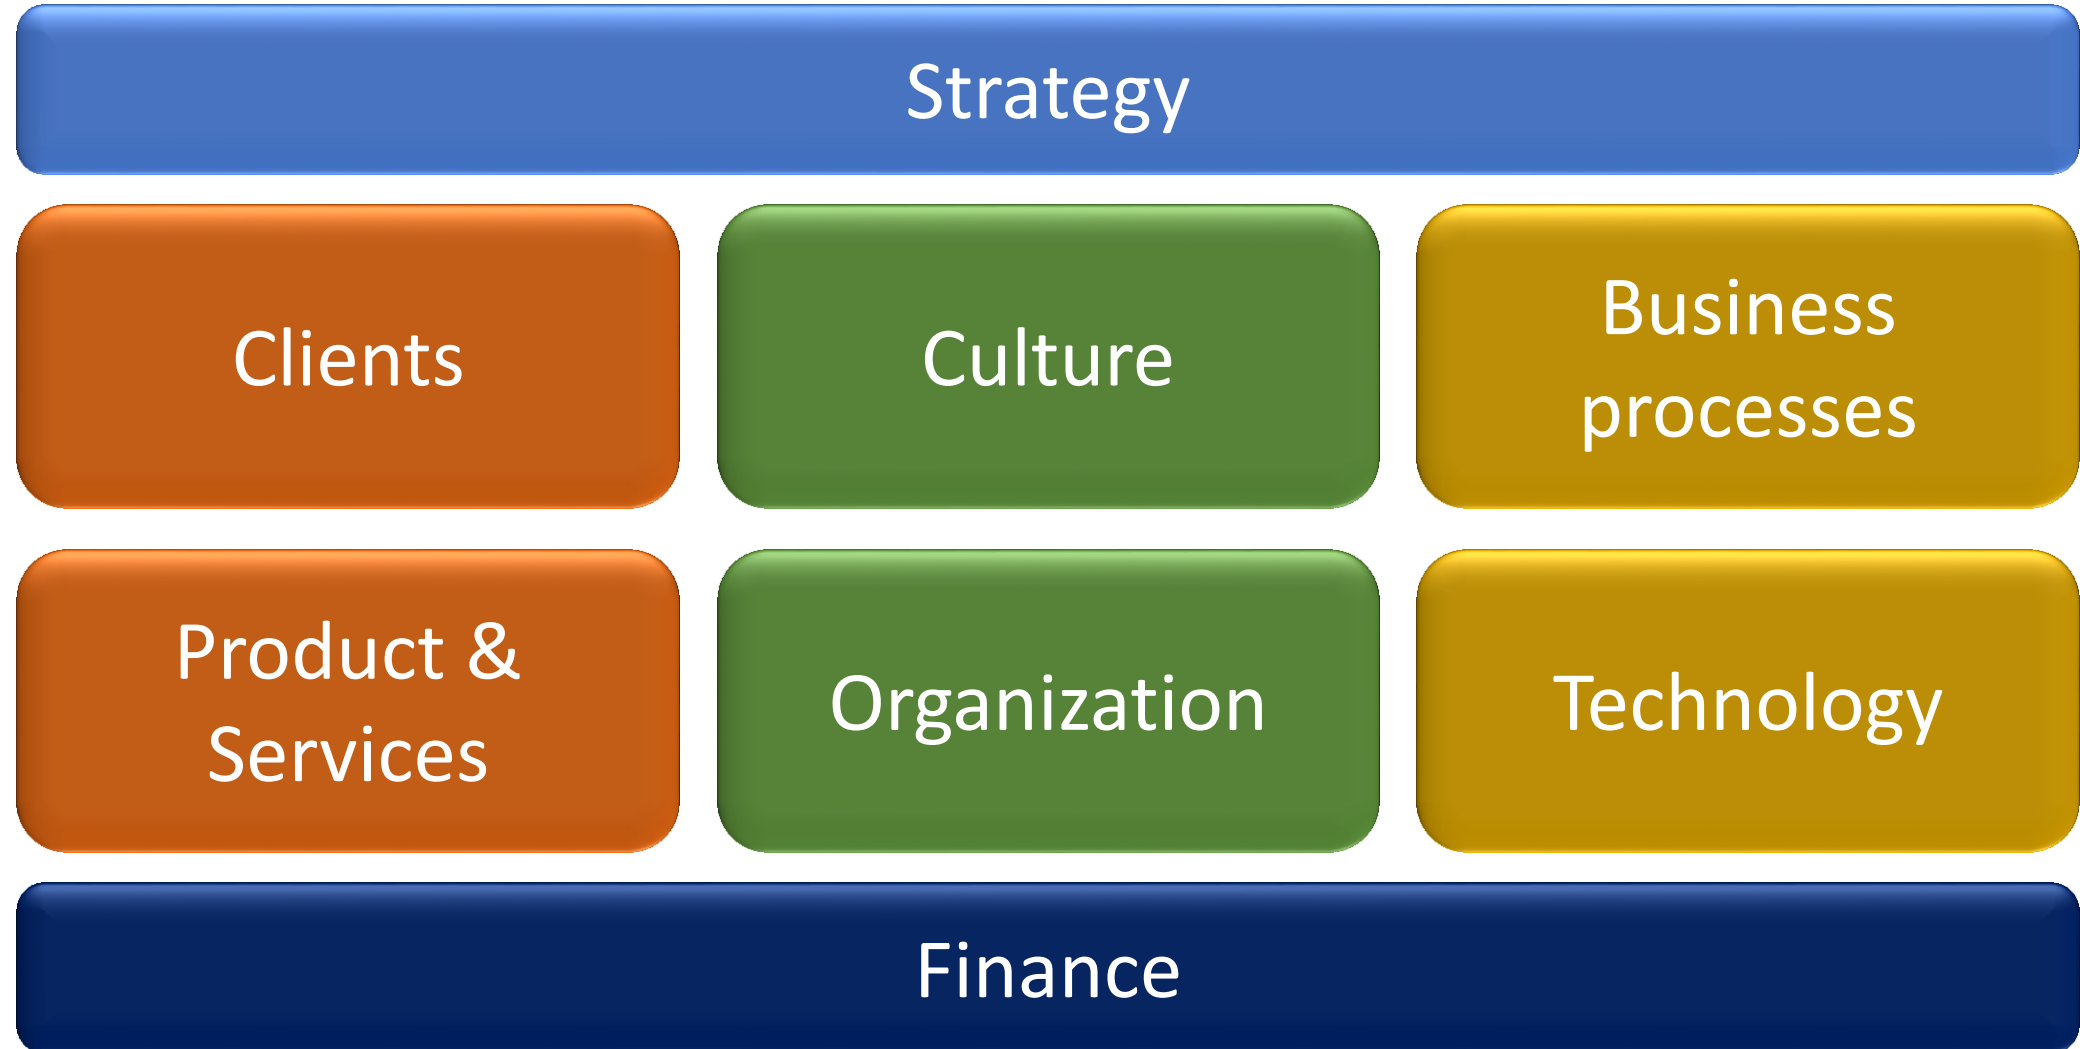 Strategy
Clients
Culture
Business
processes
Product &
Services
Organization
Technology
Finance